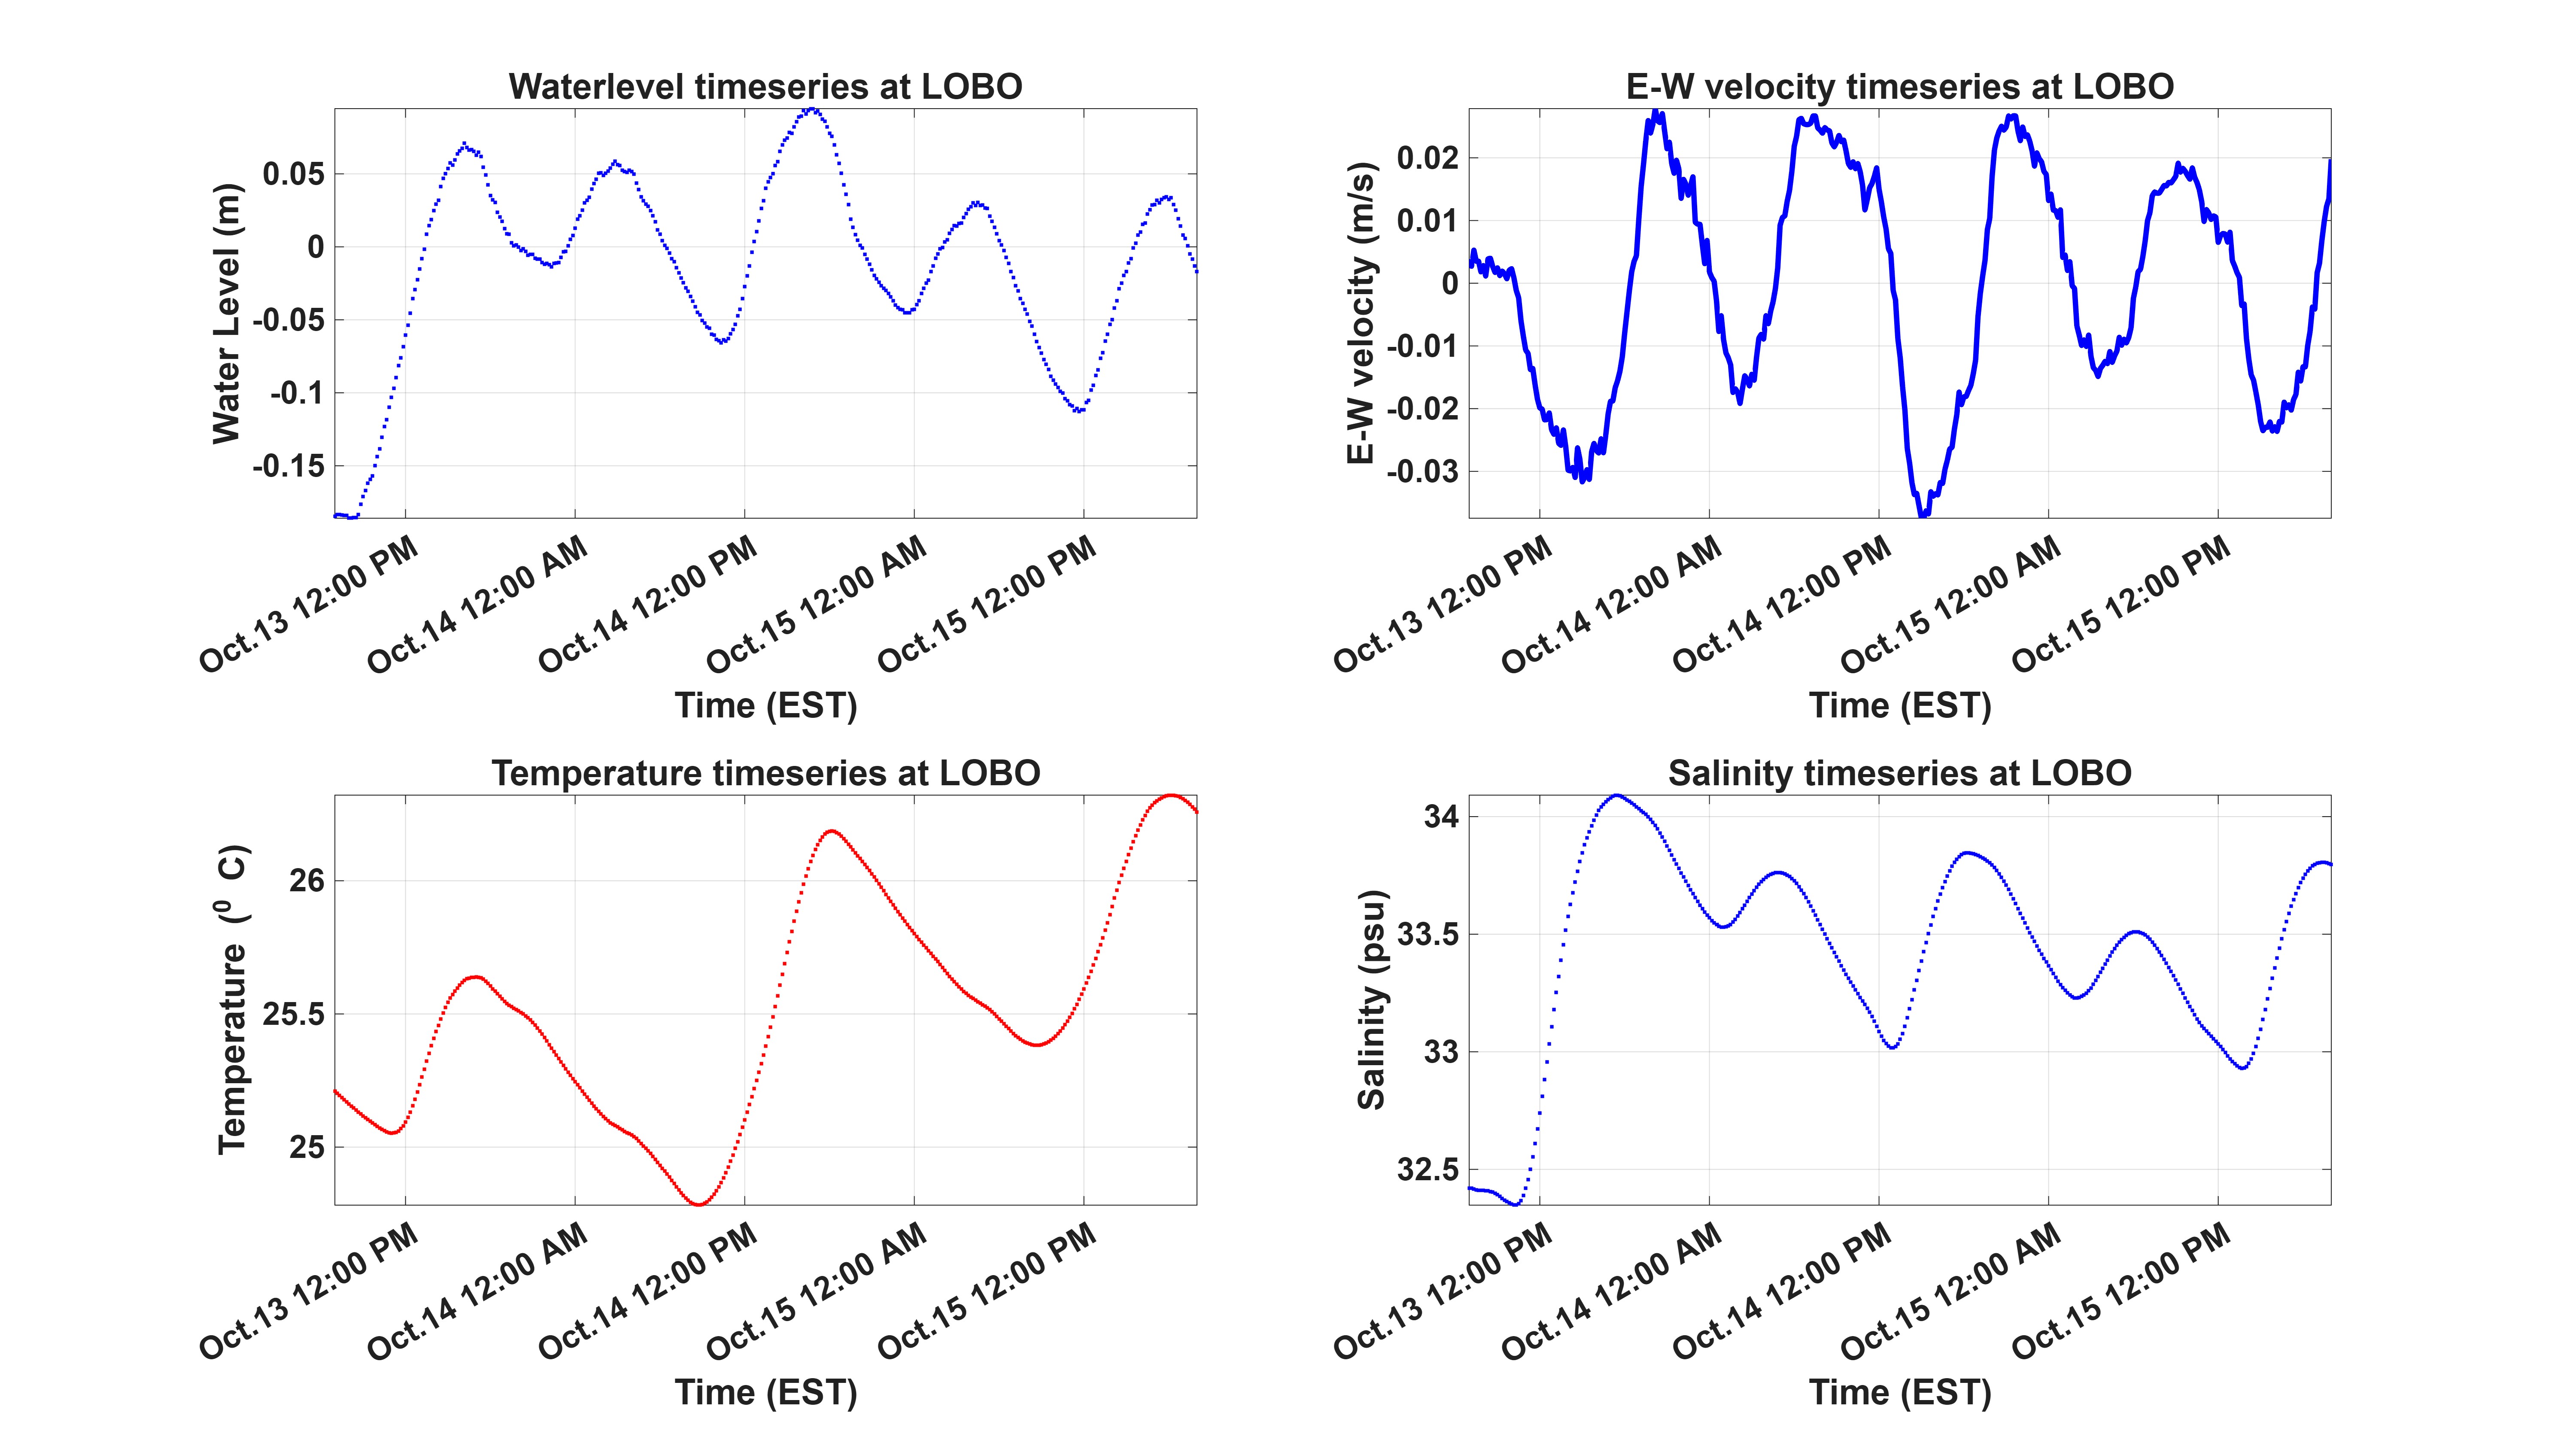 Waterlevel timeseries at LOBO
Water Level (m)
0.05
0
-0.05
-0.1
-0.15
Oct.13 12:00 PM
Oct.14 12:00 AM
Oct.14 12:00 PM
Oct.15 12:00 AM
Oct.15 12:00 PM
Time (EST)
E-W velocity timeseries at LOBO
E-W velocity (m/s)
0.02
0.01
0
-0.01
-0.02
-0.03
Oct.13 12:00 PM
Oct.14 12:00 AM
Oct.14 12:00 PM
Oct.15 12:00 AM
Oct.15 12:00 PM
Time (EST)
Temperature timeseries at LOBO
Temperature (⁰ C)
26
25.5
25
Oct.13 12:00 PM
Oct.14 12:00 AM
Oct.14 12:00 PM
Oct.15 12:00 AM
Oct.15 12:00 PM
Time (EST)
Salinity timeseries at LOBO
Salinity (psu)
34
33.5
33
32.5
Oct.13 12:00 PM
Oct.14 12:00 AM
Oct.14 12:00 PM
Oct.15 12:00 AM
Oct.15 12:00 PM
Time (EST)